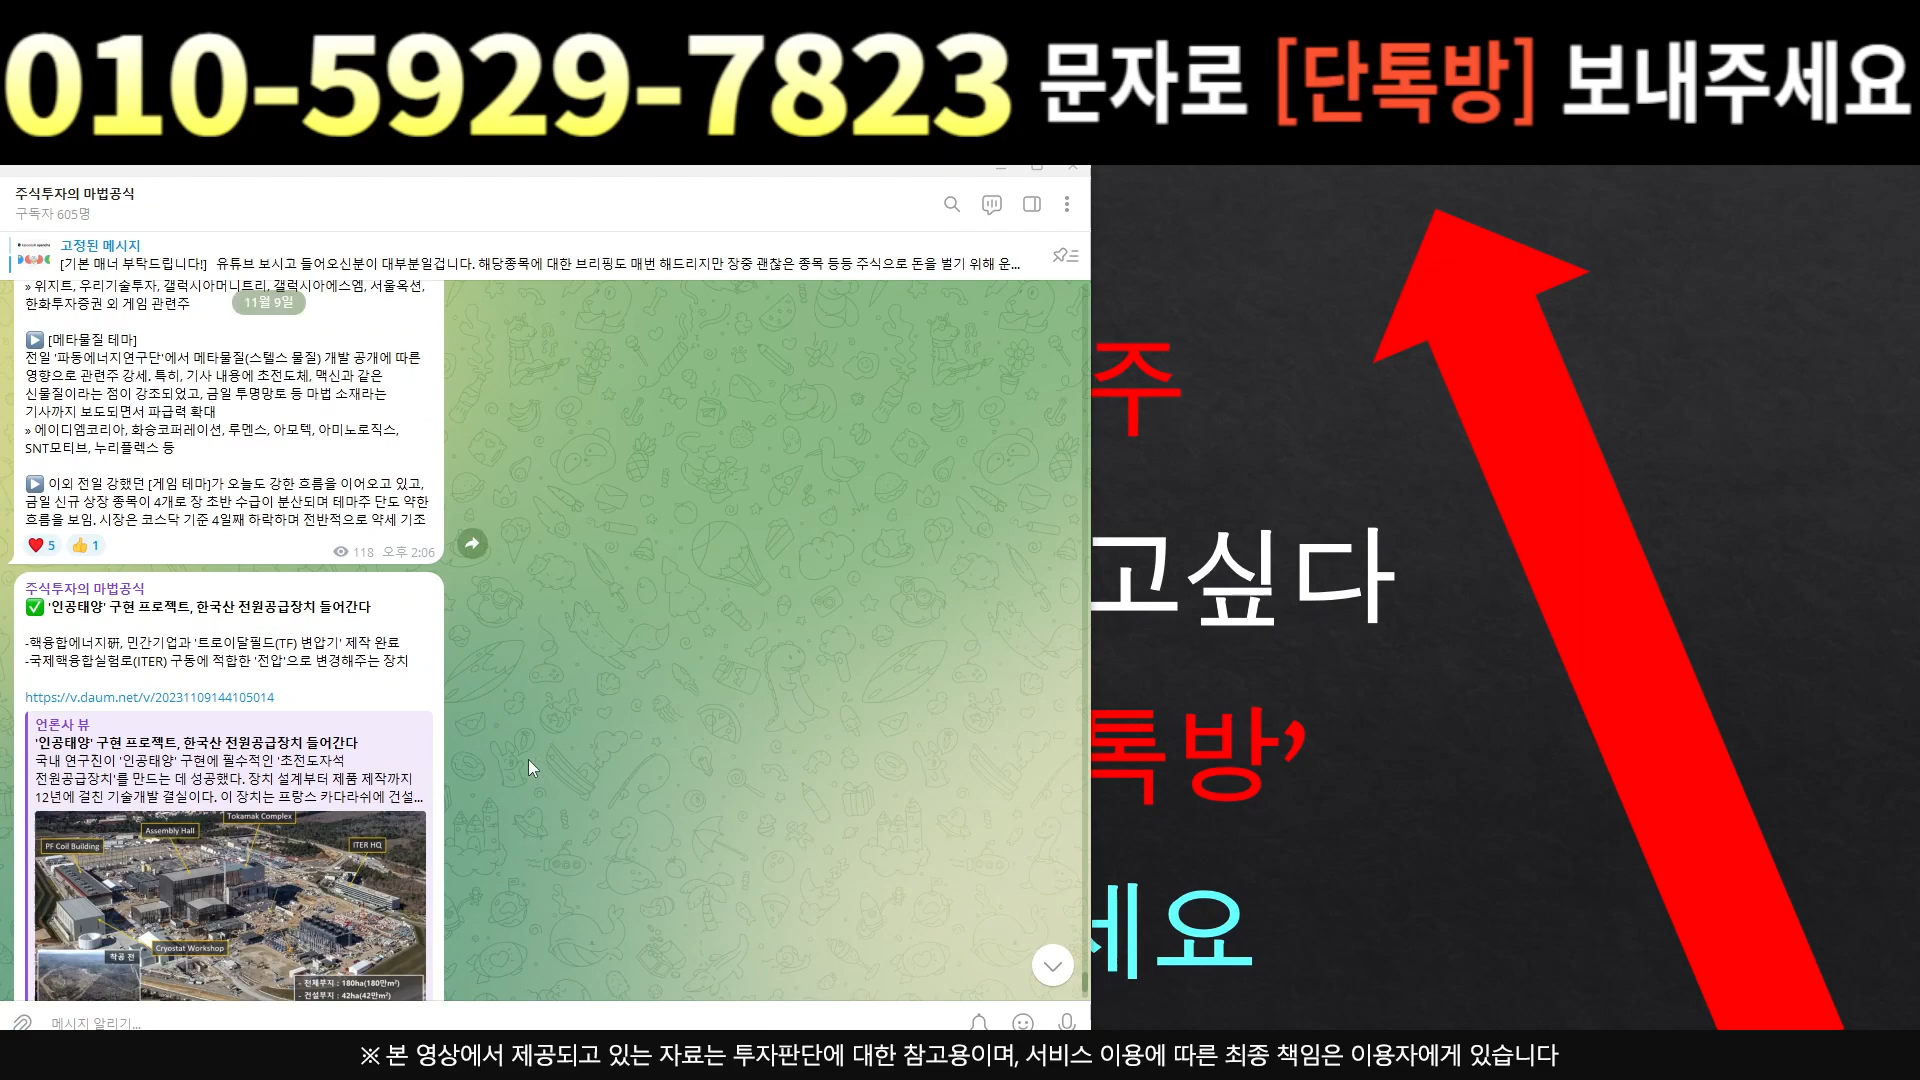 010-5929-7823 문자로 [단톡방] 보내주세요
주식투자의 마법공식
구독자 605명
고정된 메시지
[기본 매너 부탁드립니다!] 유튜브 보시고 들어오신분이 대부분일겁니다. 해당종목에 대한 브리핑도 매번 해드리지만 장중 괜찮은 종목 등등 주식으로 돈을 벌기 위해 운...
» 위지트, 우리기술투자, 갤럭시아머니트리, 갤럭시아에스엠, 서울옥션,
한화투자증권 외 게임 관련주
11월 9일
[메타물질 테마]
전일 '파동에너지연구단'에서 메타물질(스텔스 물질) 개발 공개에 따른
영향으로 관련주 강세. 특히, 기사 내용에 초전도체, 맥신과 같은
신물질이라는 점이 강조되었고, 금일 투명망토 등 마법 소재라는
기사까지 보도되면서 파급력 확대
» 에이디엠코리아, 화승코퍼레이션, 루멘스, 아모텍, 아미노로직스,
SNT모티브, 누리플렉스 등
이외 전일 강했던 [게임 테마]가 오늘도 강한 흐름을 이어오고 있고,
금일 신규 상장 종목이 4개로 장 초반 수급이 분산되며 테마주 단도 약한
흐름을 보임. 시장은 코스닥 기준 4일째 하락하며 전반적으로 약세 기조
5 1
118 오후 2:06
주식투자의 마법공식
'인공태양' 구현 프로젝트, 한국산 전원공급장치 들어간다
-핵융합에너지硏, 민간기업과 '트로이달필드(TF) 변압기' 제작 완료
-국제핵융합실험로(ITER) 구동에 적합한 '전압'으로 변경해주는 장치
https://v.daum.net/v/20231109144105014
언론사 뷰
'인공태양' 구현 프로젝트, 한국산 전원공급장치 들어간다
국내 연구진이 '인공태양' 구현에 필수적인 '초전도자석
전원공급장치'를 만드는 데 성공했다. 장치 설계부터 제품 제작까지
12년에 걸친 기술개발 결실이다. 이 장치는 프랑스 카다라쉬에 건설...
Tokamak Complex
Assembly Hall
PF Coil Building
ITER HQ
Cryostat Workshop
착공 전
- 전체부지 : 180ha(180만m²)
- 건설부지 : 42ha(42만m²)
메시지 알리기...
주
고싶다
톡방’
세요
※ 본 영상에서 제공되고 있는 자료는 투자판단에 대한 참고용이며, 서비스 이용에 따른 최종 책임은 이용자에게 있습니다